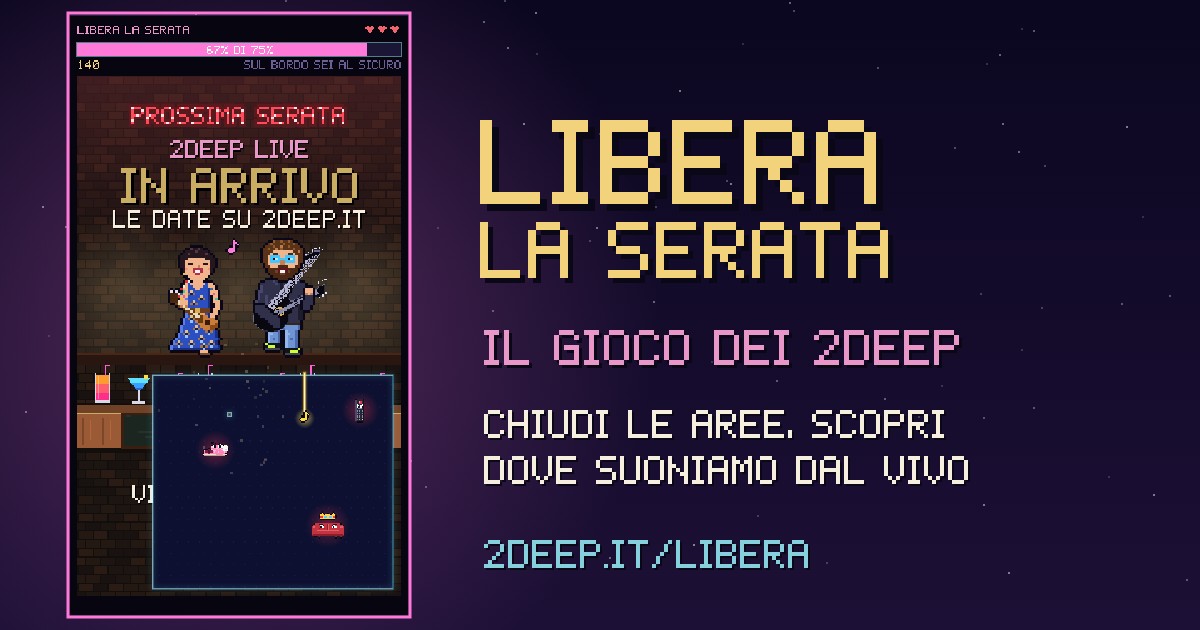 LIBERA LA SERATA
67% DI 75%
140
SUL BORDO SEI AL SICURO
PROSSIMA SERATA
2DEEP LIVE
IN ARRIVO
LE DATE SU 2DEEP.IT
LIBERA
LA SERATA
IL GIOCO DEI 2DEEP
CHIUDI LE AREE. SCOPRI
DOVE SUONIAMO DAL VIVO
2DEEP.IT/LIBERA